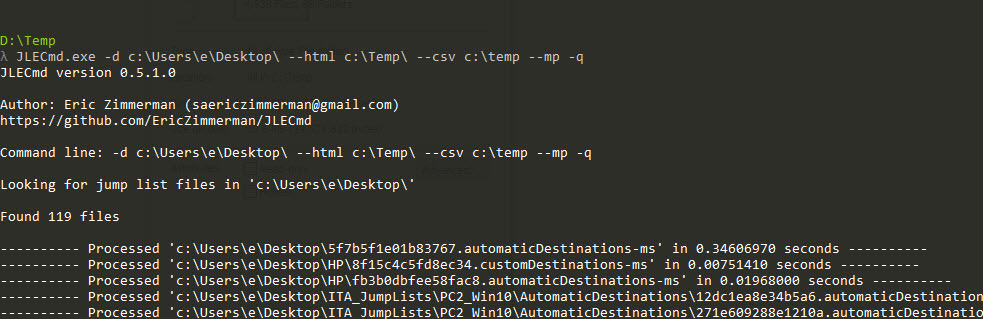 D:\Temp
λ JLECmd.exe -d c:\Users\e\Desktop\ --html c:\Temp\ --csv c:\temp --mp -q
JLECmd version 0.5.1.0
Author: Eric Zimmerman (saericzimmerman@gmail.com)
https://github.com/EricZimmerman/JLECmd
Command line: -d c:\Users\e\Desktop\ --html c:\Temp\ --csv c:\temp --mp -q
Looking for jump list files in 'c:\Users\e\Desktop\'
Found 119 files
---------- Processed 'c:\Users\e\Desktop\5f7b5f1e01b83767.automaticDestinations-ms' in 0.34606970 seconds ----------
---------- Processed 'c:\Users\e\Desktop\HP\8f15c4c5fd8ec34.customDestinations-ms' in 0.00751410 seconds ----------
---------- Processed 'c:\Users\e\Desktop\HP\fb3b0dbfee58fac8.automaticDestinations-ms' in 0.01968000 seconds ----------
---------- Processed 'c:\Users\e\Desktop\ITA_JumpLists\PC2_Win10\AutomaticDestinations\12dc1ea8e34b5a6.automaticDestination
---------- Processed 'c:\Users\e\Desktop\ITA_JumpLists\PC2_Win10\AutomaticDestinations\271e609288e1210a.automaticDestinatio